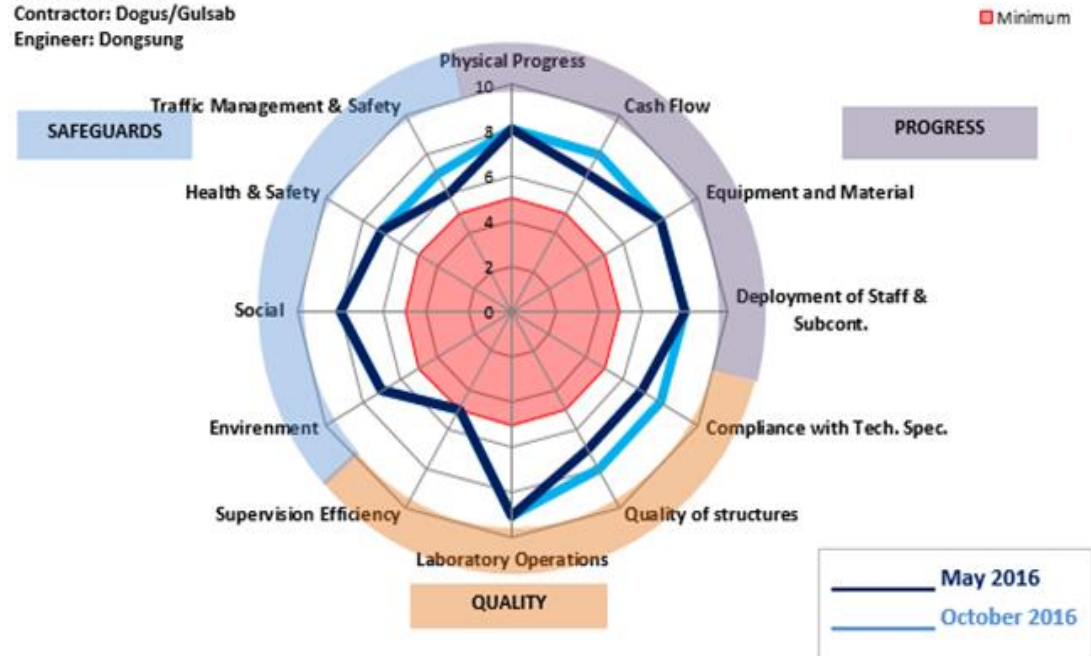 Contractor: Dogus/Gulsab
Engineer: Dongsung
Minimum
Physical Progress
10
8
6
4
2
0
Traffic Management & Safety
Cash Flow
SAFEGUARDS
PROGRESS
Health & Safety
Equipment and Material
Social
Deployment of Staff &
Subcont.
Envirenment
Compliance with Tech. Spec.
Supervision Efficiency
Quality of structures
Laboratory Operations
QUALITY
May 2016
October 2016